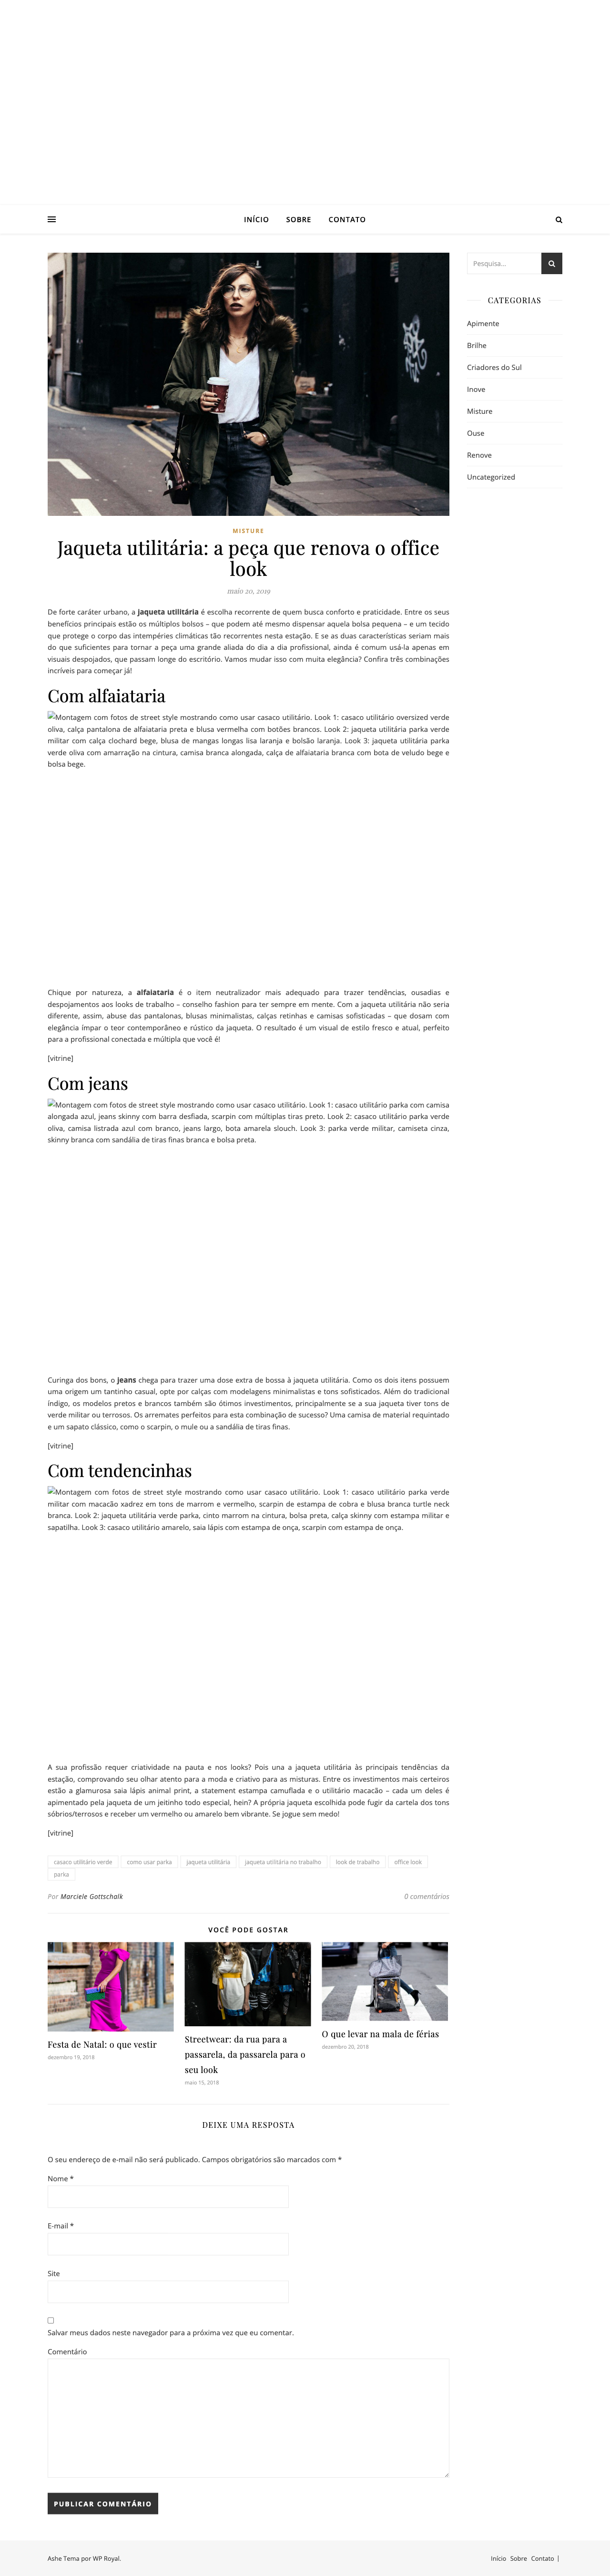 INÍCIO SOBRE CONTATO
Pesquisa...
CATEGORIAS
Apimente
Brilhe
Criadores do Sul
Inove
Misture
Ouse
Renove
Uncategorized
MISTURE
Jaqueta utilitária: a peça que renova o office
look
maio 20, 2019
De forte caráter urbano, a jaqueta utilitária é escolha recorrente de quem busca conforto e praticidade. Entre os seus
benefícios principais estão os múltiplos bolsos – que podem até mesmo dispensar aquela bolsa pequena – e um tecido
que protege o corpo das intempéries climáticas tão recorrentes nesta estação. E se as duas características seriam mais
do que suficientes para tornar a peça uma grande aliada do dia a dia profissional, ainda é comum usá-la apenas em
visuais despojados, que passam longe do escritório. Vamos mudar isso com muita elegância? Confira três combinações
incríveis para começar já!
Com alfaiataria
Montagem com fotos de street style mostrando como usar casaco utilitário. Look 1: casaco utilitário oversized verde
oliva, calça pantalona de alfaiataria preta e blusa vermelha com botões brancos. Look 2: jaqueta utilitária parka verde
militar com calça clochard bege, blusa de mangas longas lisa laranja e bolsão laranja. Look 3: jaqueta utilitária parka
verde oliva com amarração na cintura, camisa branca alongada, calça de alfaiataria branca com bota de veludo bege e
bolsa bege.
Chique por natureza, a alfaiataria é o item neutralizador mais adequado para trazer tendências, ousadias e
despojamentos aos looks de trabalho – conselho fashion para ter sempre em mente. Com a jaqueta utilitária não seria
diferente, assim, abuse das pantalonas, blusas minimalistas, calças retinhas e camisas sofisticadas – que dosam com
elegância ímpar o teor contemporâneo e rústico da jaqueta. O resultado é um visual de estilo fresco e atual, perfeito
para a profissional conectada e múltipla que você é!
[vitrine]
Com jeans
Montagem com fotos de street style mostrando como usar casaco utilitário. Look 1: casaco utilitário parka com camisa
alongada azul, jeans skinny com barra desfiada, scarpin com múltiplas tiras preto. Look 2: casaco utilitário parka verde
oliva, camisa listrada azul com branco, jeans largo, bota amarela slouch. Look 3: parka verde militar, camiseta cinza,
skinny branca com sandália de tiras finas branca e bolsa preta.
Curinga dos bons, o jeans chega para trazer uma dose extra de bossa à jaqueta utilitária. Como os dois itens possuem
uma origem um tantinho casual, opte por calças com modelagens minimalistas e tons sofisticados. Além do tradicional
índigo, os modelos pretos e brancos também são ótimos investimentos, principalmente se a sua jaqueta tiver tons de
verde militar ou terrosos. Os arremates perfeitos para esta combinação de sucesso? Uma camisa de material requintado
e um sapato clássico, como o scarpin, o mule ou a sandália de tiras finas.
[vitrine]
Com tendencinhas
Montagem com fotos de street style mostrando como usar casaco utilitário. Look 1: casaco utilitário parka verde
militar com macacão xadrez em tons de marrom e vermelho, scarpin de estampa de cobra e blusa branca turtle neck
branca. Look 2: jaqueta utilitária verde parka, cinto marrom na cintura, bolsa preta, calça skinny com estampa militar e
sapatilha. Look 3: casaco utilitário amarelo, saia lápis com estampa de onça, scarpin com estampa de onça.
A sua profissão requer criatividade na pauta e nos looks? Pois una a jaqueta utilitária às principais tendências da
estação, comprovando seu olhar atento para a moda e criativo para as misturas. Entre os investimentos mais certeiros
estão a glamurosa saia lápis animal print, a statement estampa camuflada e o utilitário macacão – cada um deles é
apimentado pela jaqueta de um jeitinho todo especial, hein? A própria jaqueta escolhida pode fugir da cartela dos tons
sóbrios/terrosos e receber um vermelho ou amarelo bem vibrante. Se jogue sem medo!
[vitrine]
casaco utilitário verde como usar parka jaqueta utilitária jaqueta utilitária no trabalho look de trabalho office look
parka
Por Marciele Gottschalk 0 comentários
VOCÊ PODE GOSTAR
Festa de Natal: o que vestir
dezembro 19, 2018
Streetwear: da rua para a
passarela, da passarela para o
seu look
maio 15, 2018
O que levar na mala de férias
dezembro 20, 2018
DEIXE UMA RESPOSTA
O seu endereço de e-mail não será publicado. Campos obrigatórios são marcados com *
Nome *
E-mail *
Site
Salvar meus dados neste navegador para a próxima vez que eu comentar.
Comentário
PUBLICAR COMENTÁRIO
Ashe Tema por WP Royal. Início Sobre Contato |